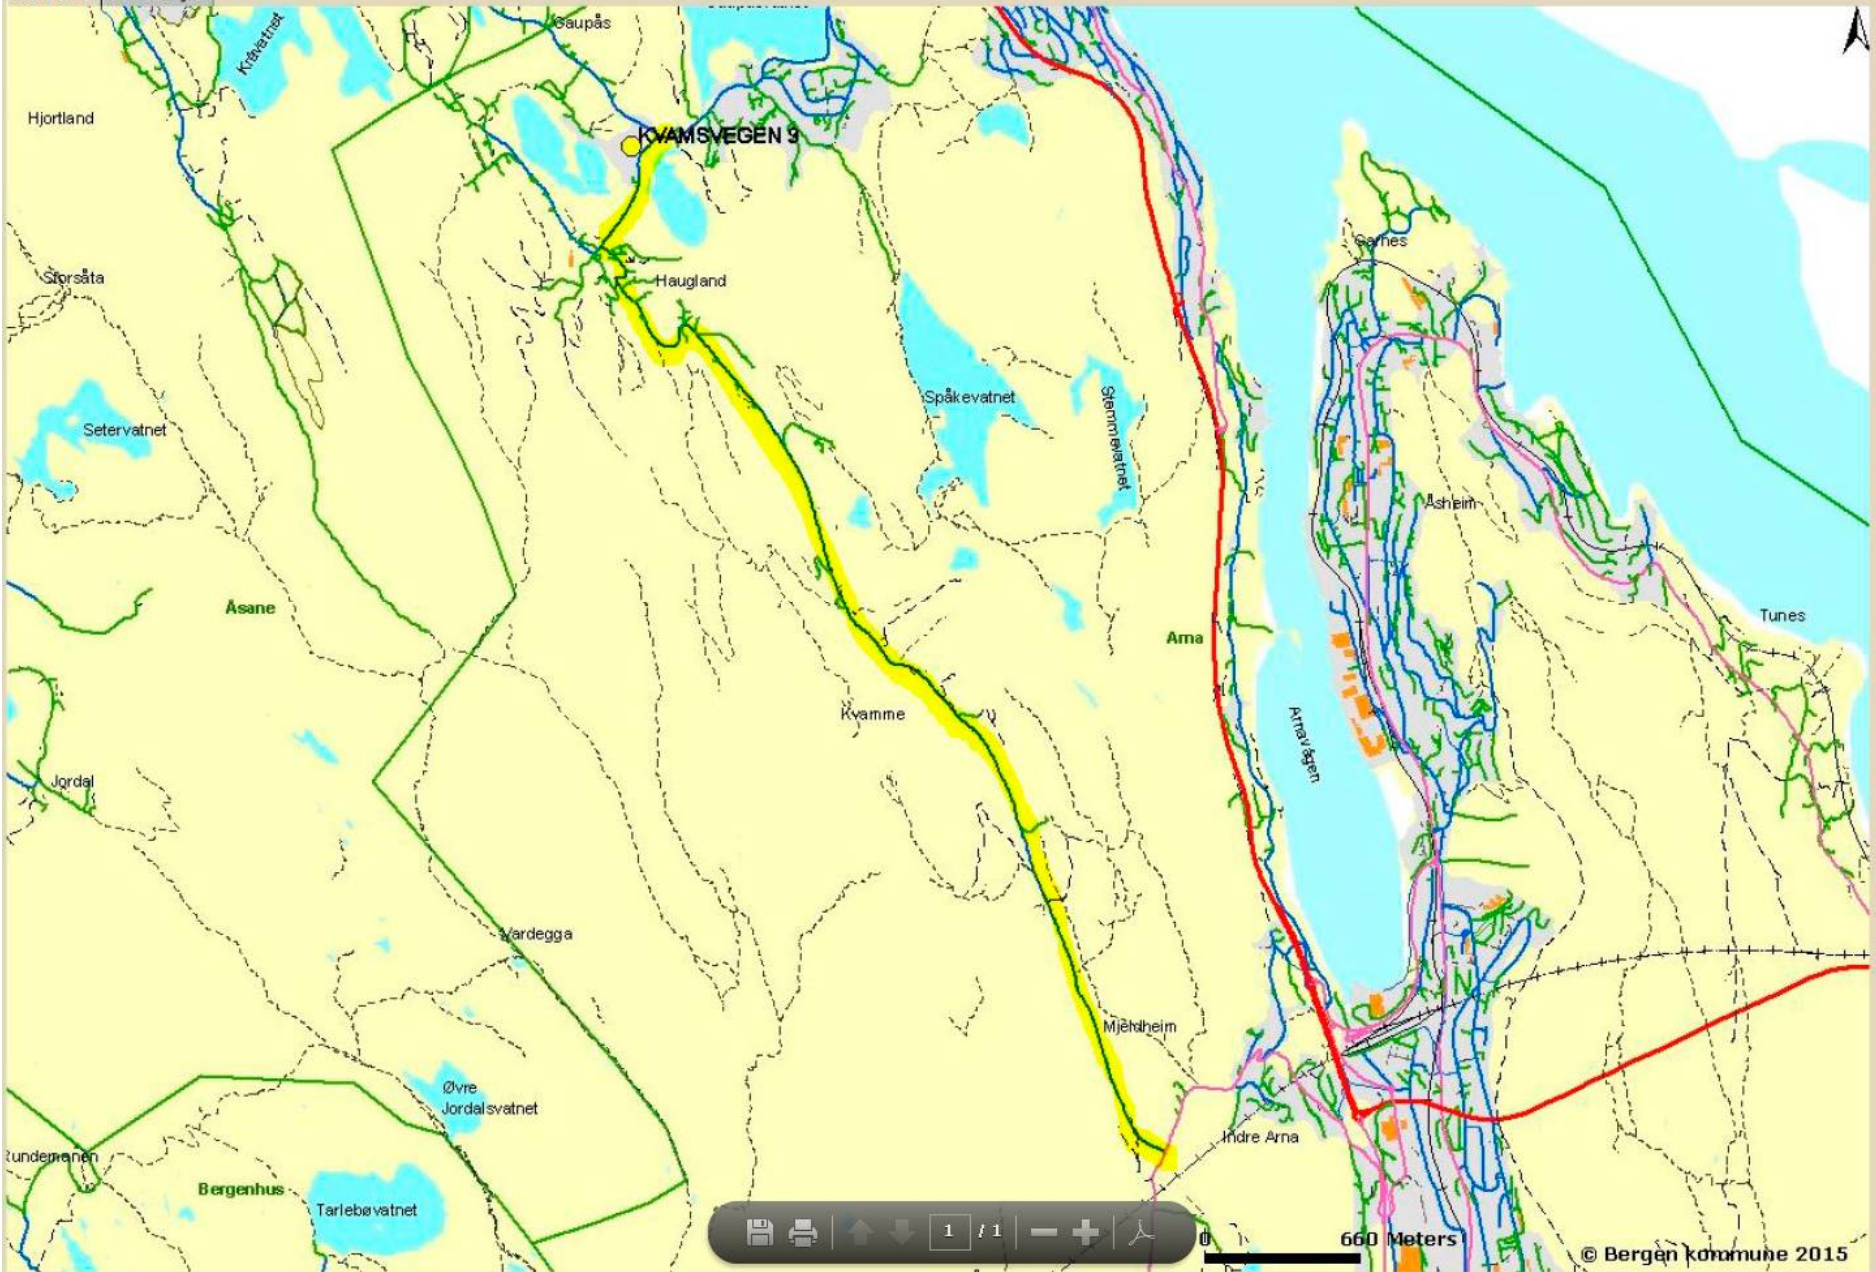 Gaupås
Kråvatnet
Hjortland
KVAMSVEGEN 9
Garnes
Storsåta
Haugland
Spåkevatnet
Stemmevatnet
Setervatnet
Åsheim
Åsane
Tunes
Arna
Kvamme
Arnavågen
Jordal
Vardegga
Mjeldheim
Øvre
Jordalsvatnet
Indre Arna
Rundemanen
Bergenhus
Tarlebøvatnet
1 / 1
0 660 Meters
© Bergen kommune 2015